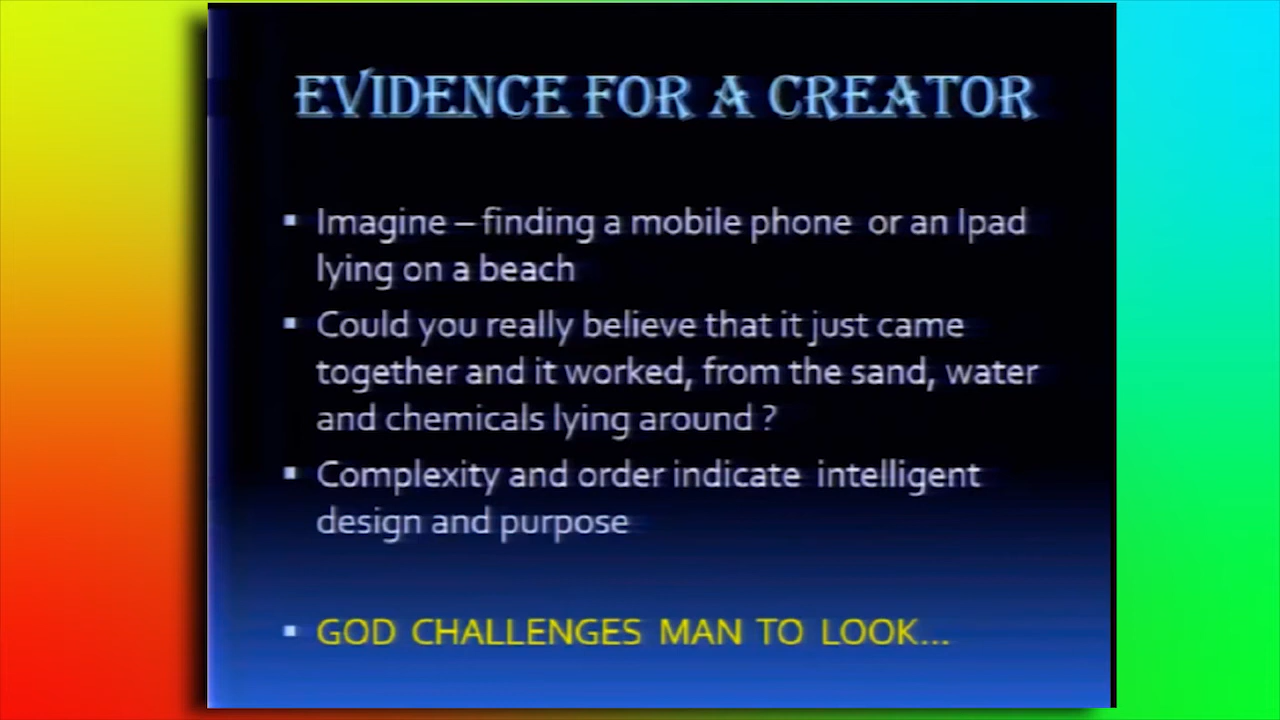 EVIDENCE FOR A CREATOR
▪ Imagine – finding a mobile phone or an Ipad
lying on a beach
▪ Could you really believe that it just came
together and it worked, from the sand, water
and chemicals lying around ?
▪ Complexity and order indicate intelligent
design and purpose
▪ GOD CHALLENGES MAN TO LOOK...